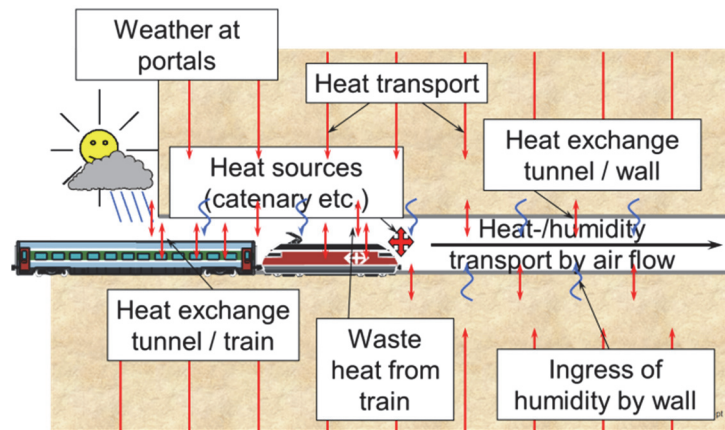 Weather at
portals
Heat transport
Heat exchange
tunnel / wall
Heat sources
(catenary etc.)
Heat-/humidity
transport by air flow
Heat exchange
tunnel / train
Waste
heat from
train
Ingress of
humidity by wall
pt